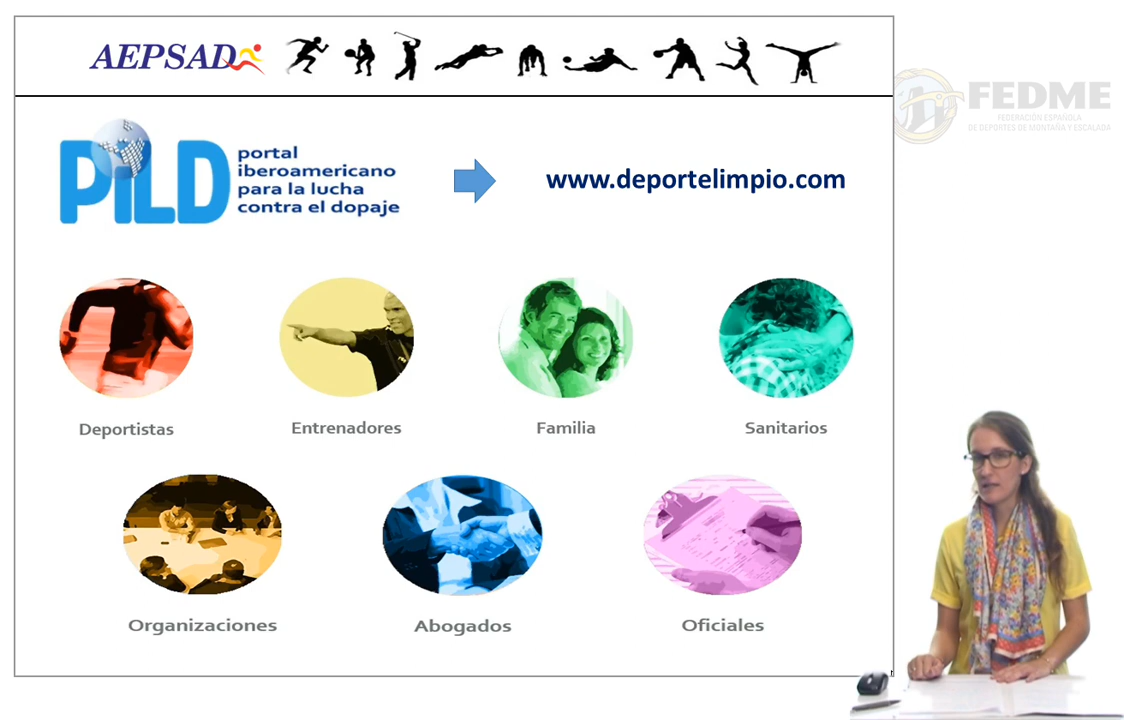 AEPSAD
FEDME
FEDERACIÓN ESPAÑOLA
DE DEPORTES DE MONTAÑA Y ESCALADA
PiLD
portal
iberoamericano
para la lucha
contra el dopaje
www.deportelimpio.com
Deportistas
Entrenadores
Familia
Sanitarios
Organizaciones
Abogados
Oficiales